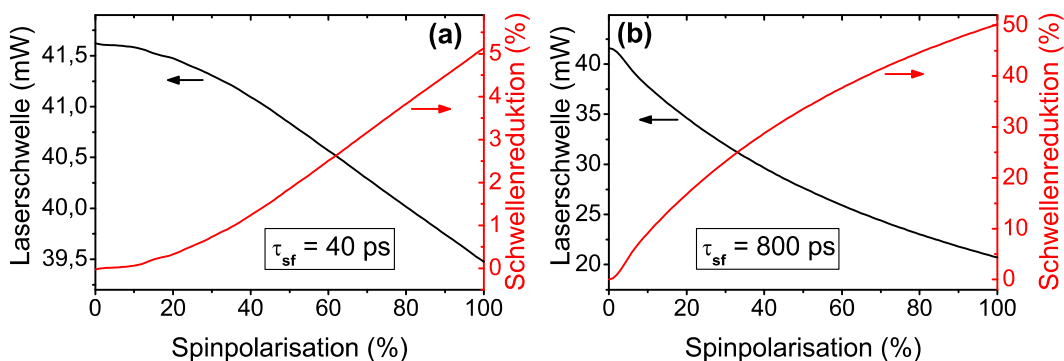 (a)
Laserschwelle (mW)
41,5
41,0
40,5
40,0
39,5
Schwellenreduktion (%)
5
4
3
2
1
0
τsf = 40 ps
0 20 40 60 80 100
Spinpolarisation (%)
(b)
Laserschwelle (mW)
40
35
30
25
20
Schwellenreduktion (%)
50
40
30
20
10
0
τsf = 800 ps
0 20 40 60 80 100
Spinpolarisation (%)